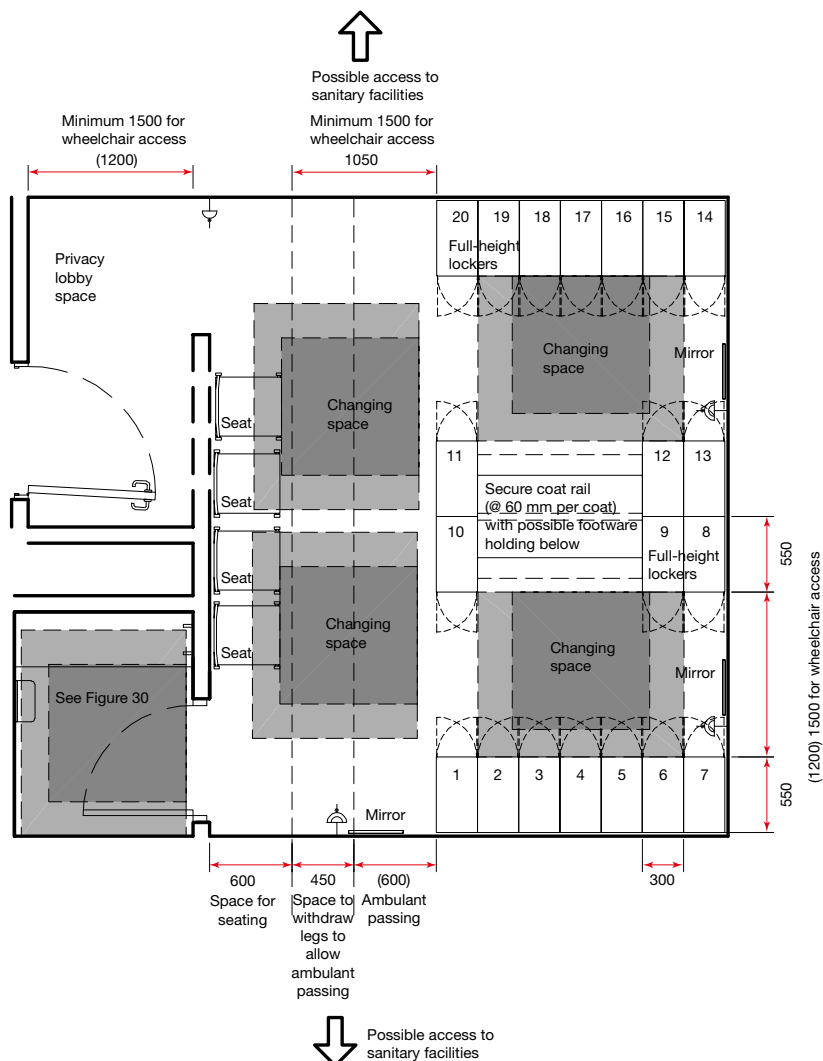 Possible access to
sanitary facilities
Minimum 1500 for
wheelchair access
(1200)
Minimum 1500 for
wheelchair access
1050
Privacy
lobby
space
20 19 18 17 16 15 14
Full-height
lockers
Changing
space
Mirror
Seat
Changing
space
Seat
11
12 13
Secure coat rail
(@ 60 mm per coat)
with possible footware
holding below
10
9 8
Full-height
lockers
550
Seat
Changing
space
Seat
Changing
space
Mirror
(1200) 1500 for wheelchair access
See Figure 30
1 2 3 4 5 6 7
550
Mirror
600
Space for
seating
450
Space to
withdraw
legs to
allow
ambulant
passing
(600)
Ambulant
passing
300
Possible access to
sanitary facilities